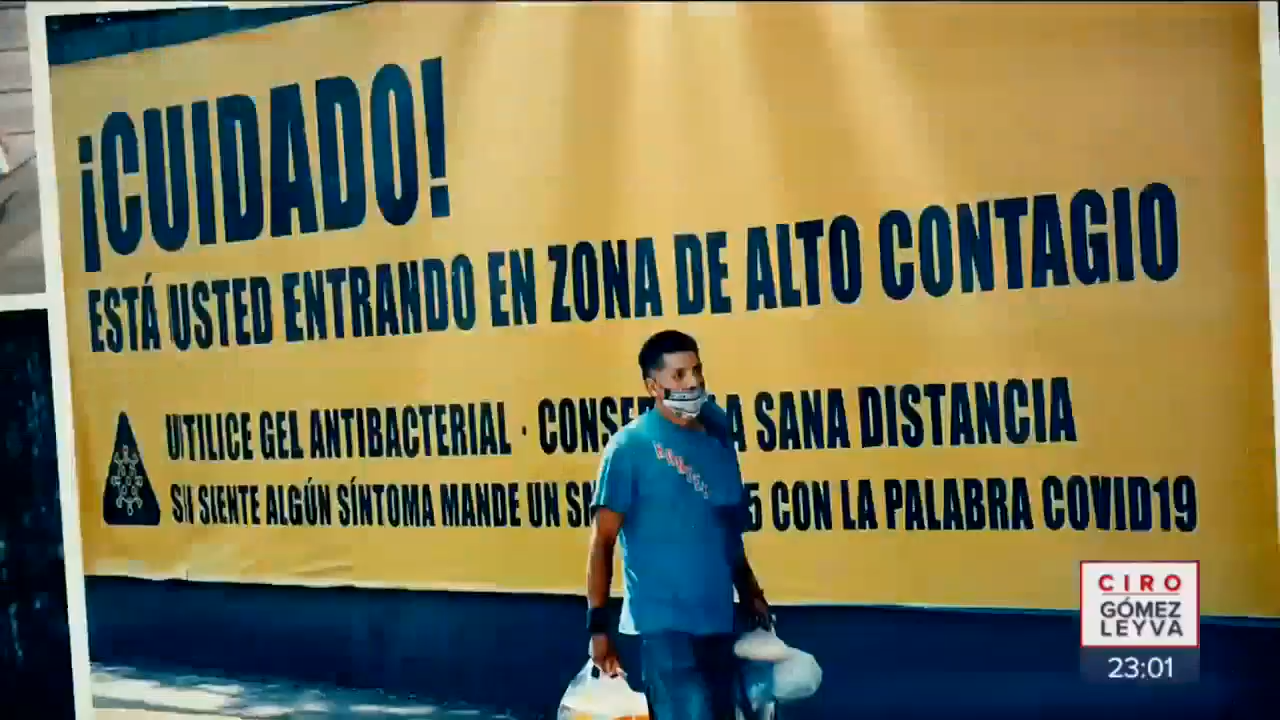 ¡CUIDADO!
ESTÁ USTED ENTRANDO EN ZONA DE ALTO CONTAGIO
UTILICE GEL ANTIBACTERIAL · CONSE A SANA DISTANCIA
SI SIENTE ALGÚN SÍNTOMA MANDE UN 5 CON LA PALABRA COVID19
CIRO
GÓMEZ
LEYVA
23:01